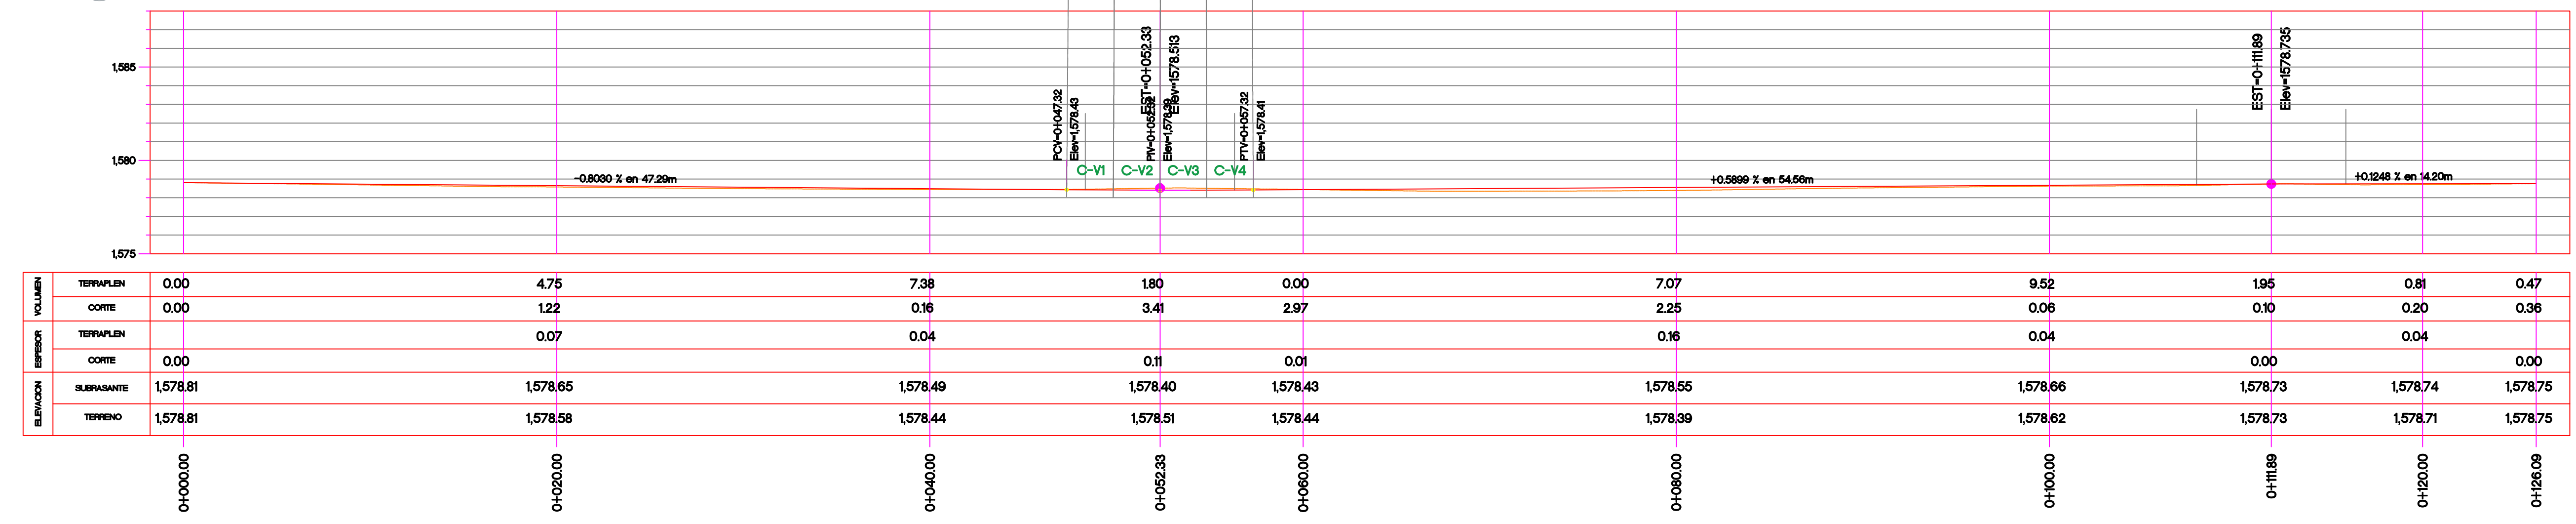 1,585
1,580
1,575
-0.8030 % en 47.29m
PCV=0+047.32
Elev=1,578.43
C-V1
C-V2
C-V3
C-V4
EST=0+052.33
Elev=1578.513
Elev=1,578.39
PTV=0+057.32
Elev=1,578.41
+0.5899 % en 54.56m
EST=0+111.89
Elev=1578.735
+0.1248 % en 14.20m
VOLUMEN
TERRAPLEN 0.00 4.75 7.38 1.80 0.00 7.07 9.52 1.95 0.81 0.47
CORTE 0.00 1.22 0.16 3.41 2.97 2.25 0.06 0.10 0.20 0.36
ESPESOR
TERRAPLEN 0.07 0.04 0.16 0.04 0.04
CORTE 0.00 0.11 0.01 0.00 0.00
ELEVACION
SUBRASANTE 1,578.81 1,578.65 1,578.49 1,578.40 1,578.43 1,578.55 1,578.66 1,578.73 1,578.74 1,578.75
TERRENO 1,578.81 1,578.58 1,578.44 1,578.51 1,578.44 1,578.39 1,578.62 1,578.73 1,578.71 1,578.75
0+000.00 0+020.00 0+040.00 0+052.33 0+060.00 0+080.00 0+100.00 0+111.89 0+120.00 0+126.09